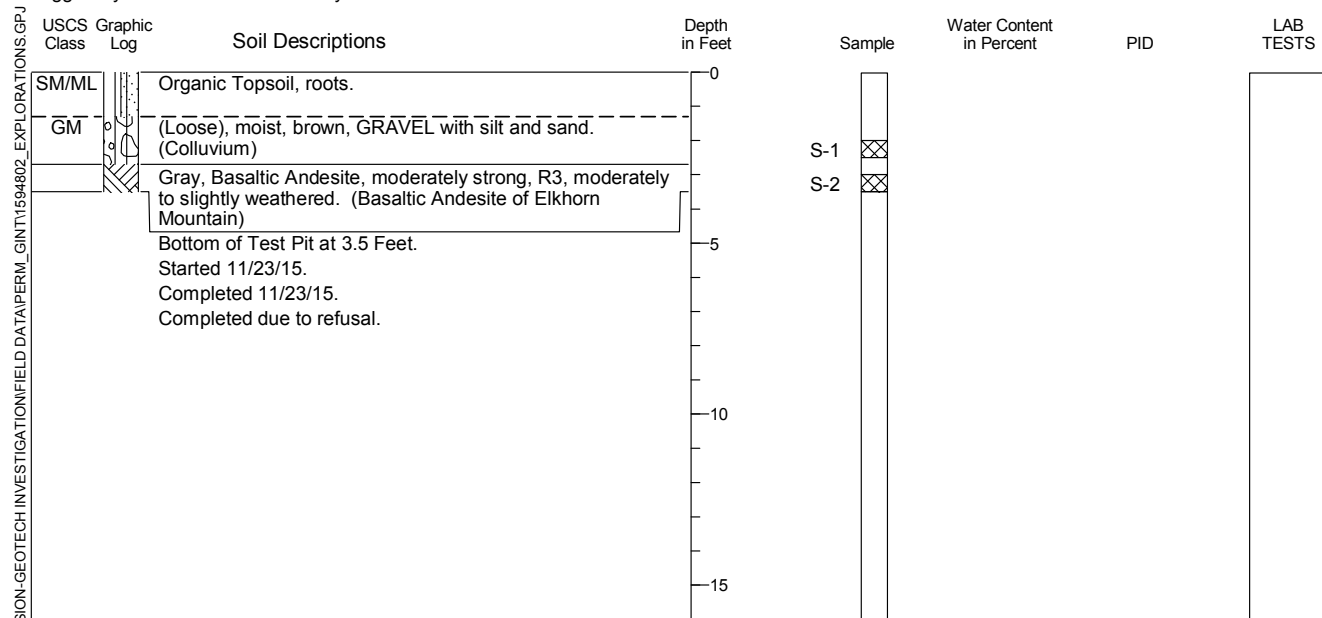 USCS Graphic
Class Log
Soil Descriptions
Depth
in Feet
Sample
Water Content
in Percent
PID
LAB
TESTS
SM/ML
Organic Topsoil, roots.
0
GM
(Loose), moist, brown, GRAVEL with silt and sand.
(Colluvium)
S-1
Gray, Basaltic Andesite, moderately strong, R3, moderately
to slightly weathered. (Basaltic Andesite of Elkhorn
Mountain)
S-2
Bottom of Test Pit at 3.5 Feet.
5
Started 11/23/15.
Completed 11/23/15.
Completed due to refusal.
10
15
SION-GEOTECH INVESTIGATION\FIELD DATA\PERM_GINT\1594802_EXPLORATIONS.GPJ